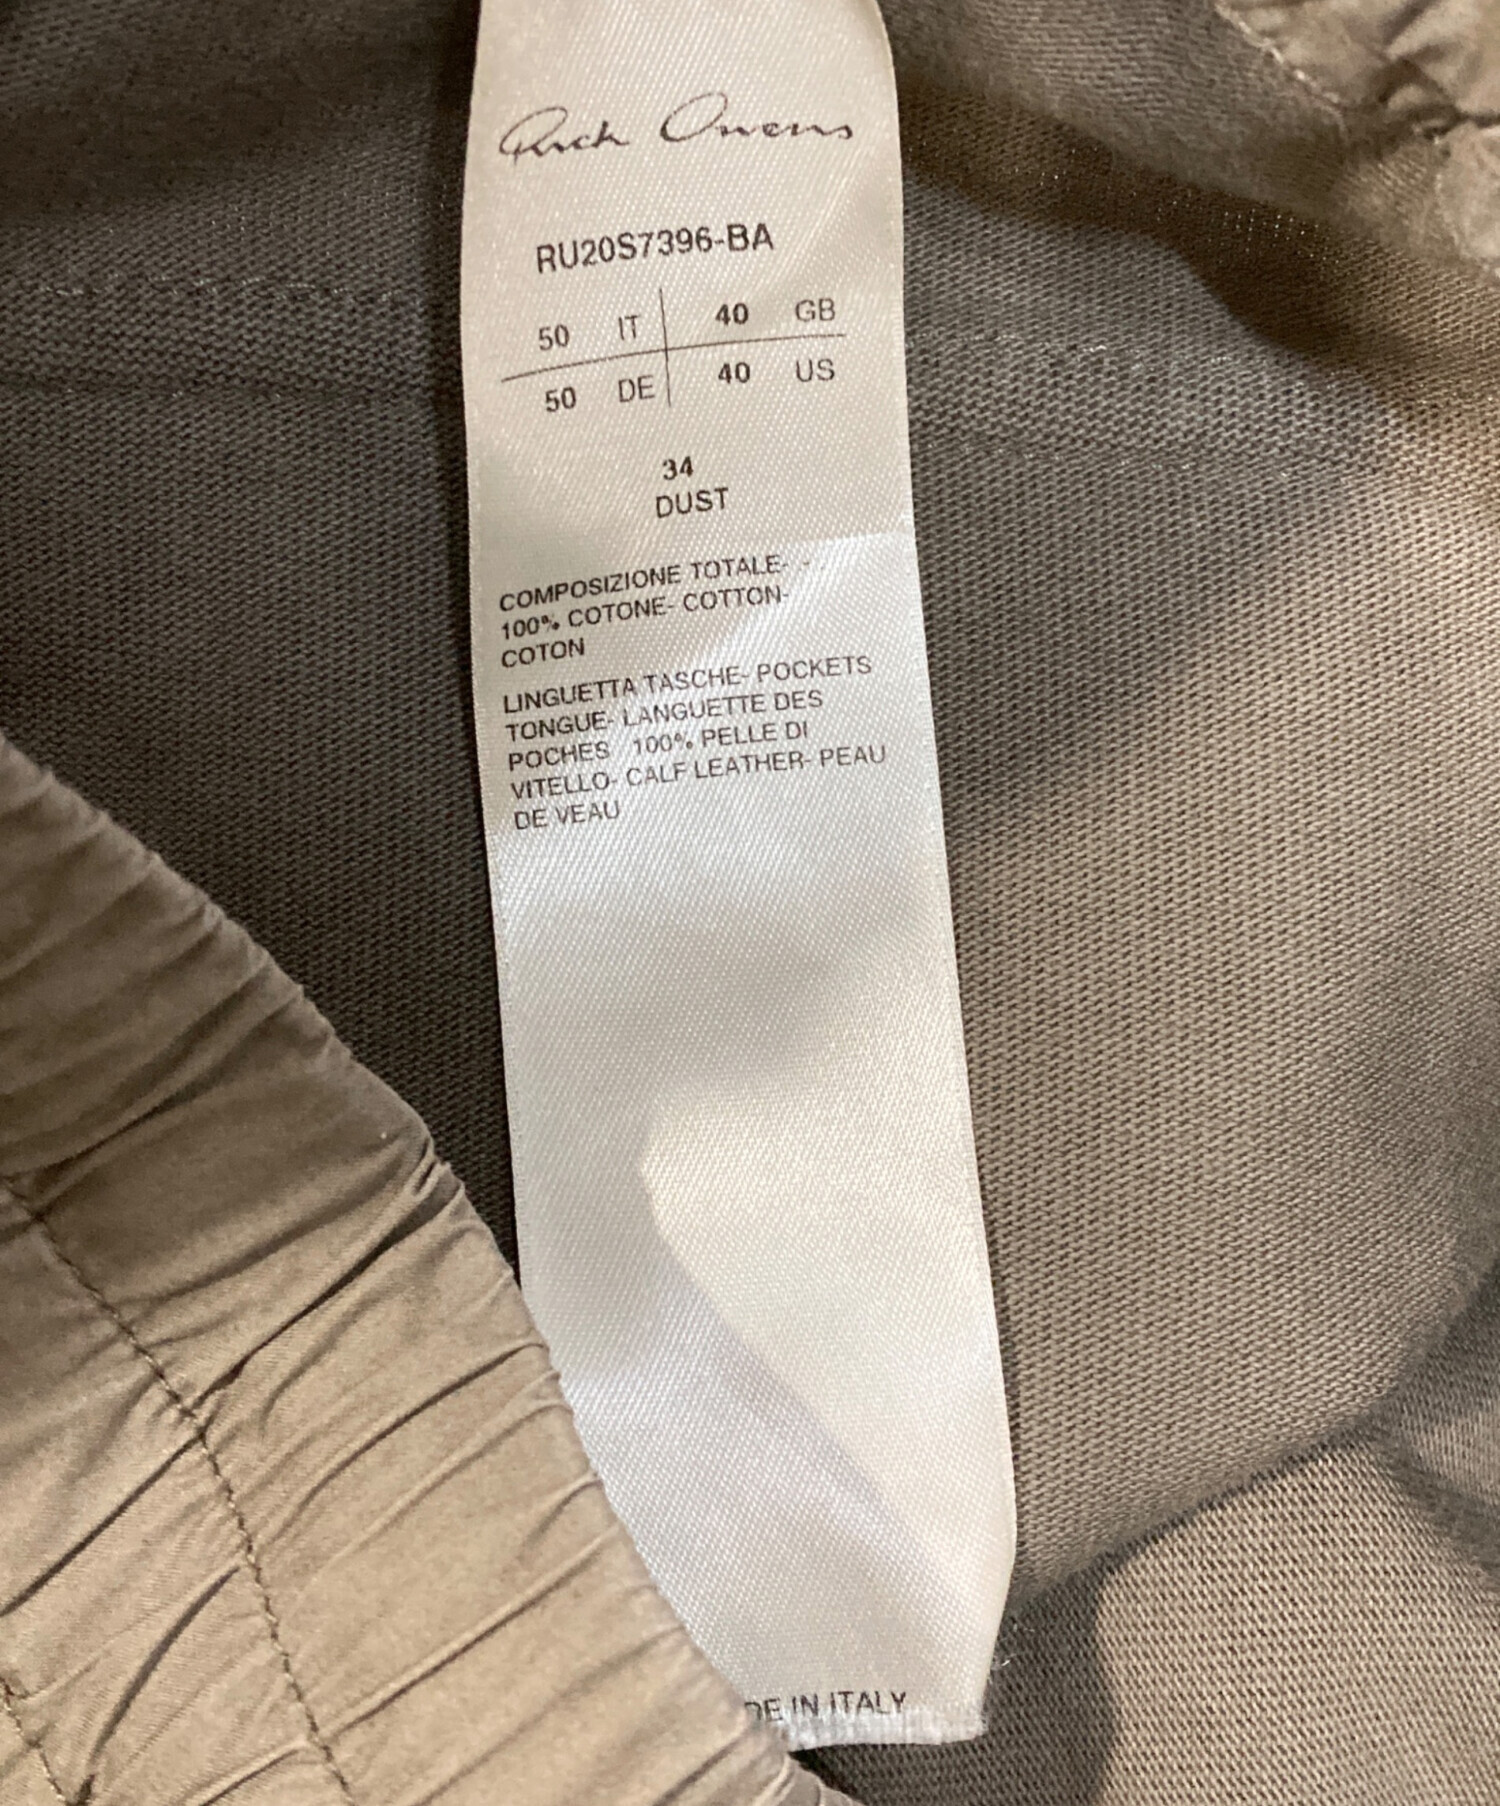 Rick Owens
RU20S7396-BA
50 IT 40 GB
50 DE 40 US
34
DUST
COMPOSIZIONE TOTALE- -
100% COTONE- COTTON-
COTON
LINGUETTA TASCHE- POCKETS
TONGUE- LANGUETTE DES
POCHES 100% PELLE DI
VITELLO- CALF LEATHER- PEAU
DE VEAU
DE IN ITALY